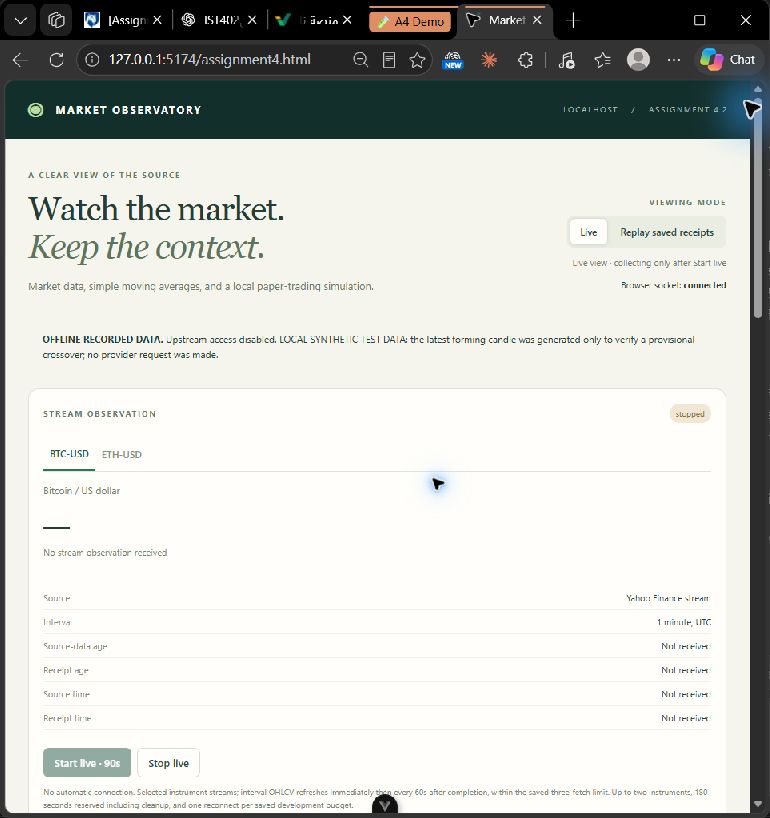 [Assign
IST402,
A4 Demo
Market
127.0.0.1:5174/assignment4.html
NEW
Chat
MARKET OBSERVATORY
LOCALHOST / ASSIGNMENT 4.2
A CLEAR VIEW OF THE SOURCE
Watch the market.
Keep the context.
Market data, simple moving averages, and a local paper-trading simulation.
VIEWING MODE
Live Replay saved receipts
Live view · collecting only after Start live
Browser socket: connected
OFFLINE RECORDED DATA. Upstream access disabled. LOCAL SYNTHETIC TEST DATA: the latest forming candle was generated only to verify a provisional
crossover; no provider request was made.
STREAM OBSERVATION
stopped
BTC-USD ETH-USD
Bitcoin / US dollar
—
No stream observation received
Source Yahoo Finance stream
Interval 1 minute, UTC
Source-data age Not received
Receipt age Not received
Source time Not received
Receipt time Not received
Start live · 90s Stop live
No automatic connection. Selected instrument streams; interval OHLCV refreshes immediately then every 60s after completion, within the saved three-fetch limit. Up to two instruments, 180
seconds reserved including cleanup, and one reconnect per saved development budget.